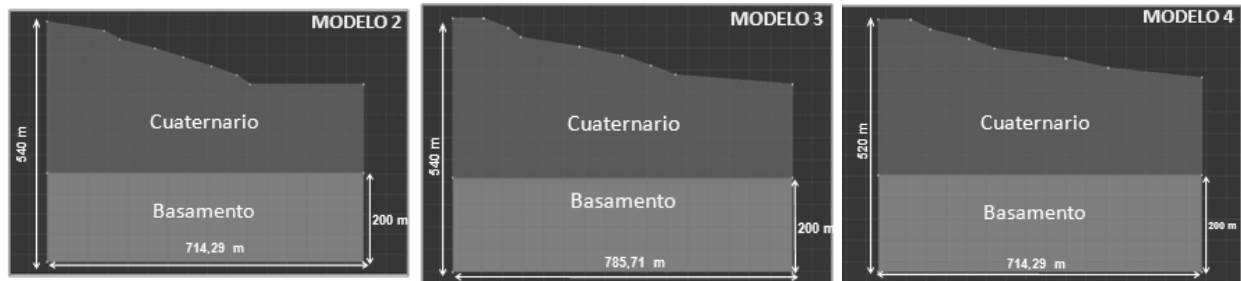 MODELO 2
540 m
Cuaternario
Basamento
200 m
714,29 m
MODELO 3
540 m
Cuaternario
Basamento
200 m
785,71 m
MODELO 4
520 m
Cuaternario
Basamento
200 m
714,29 m